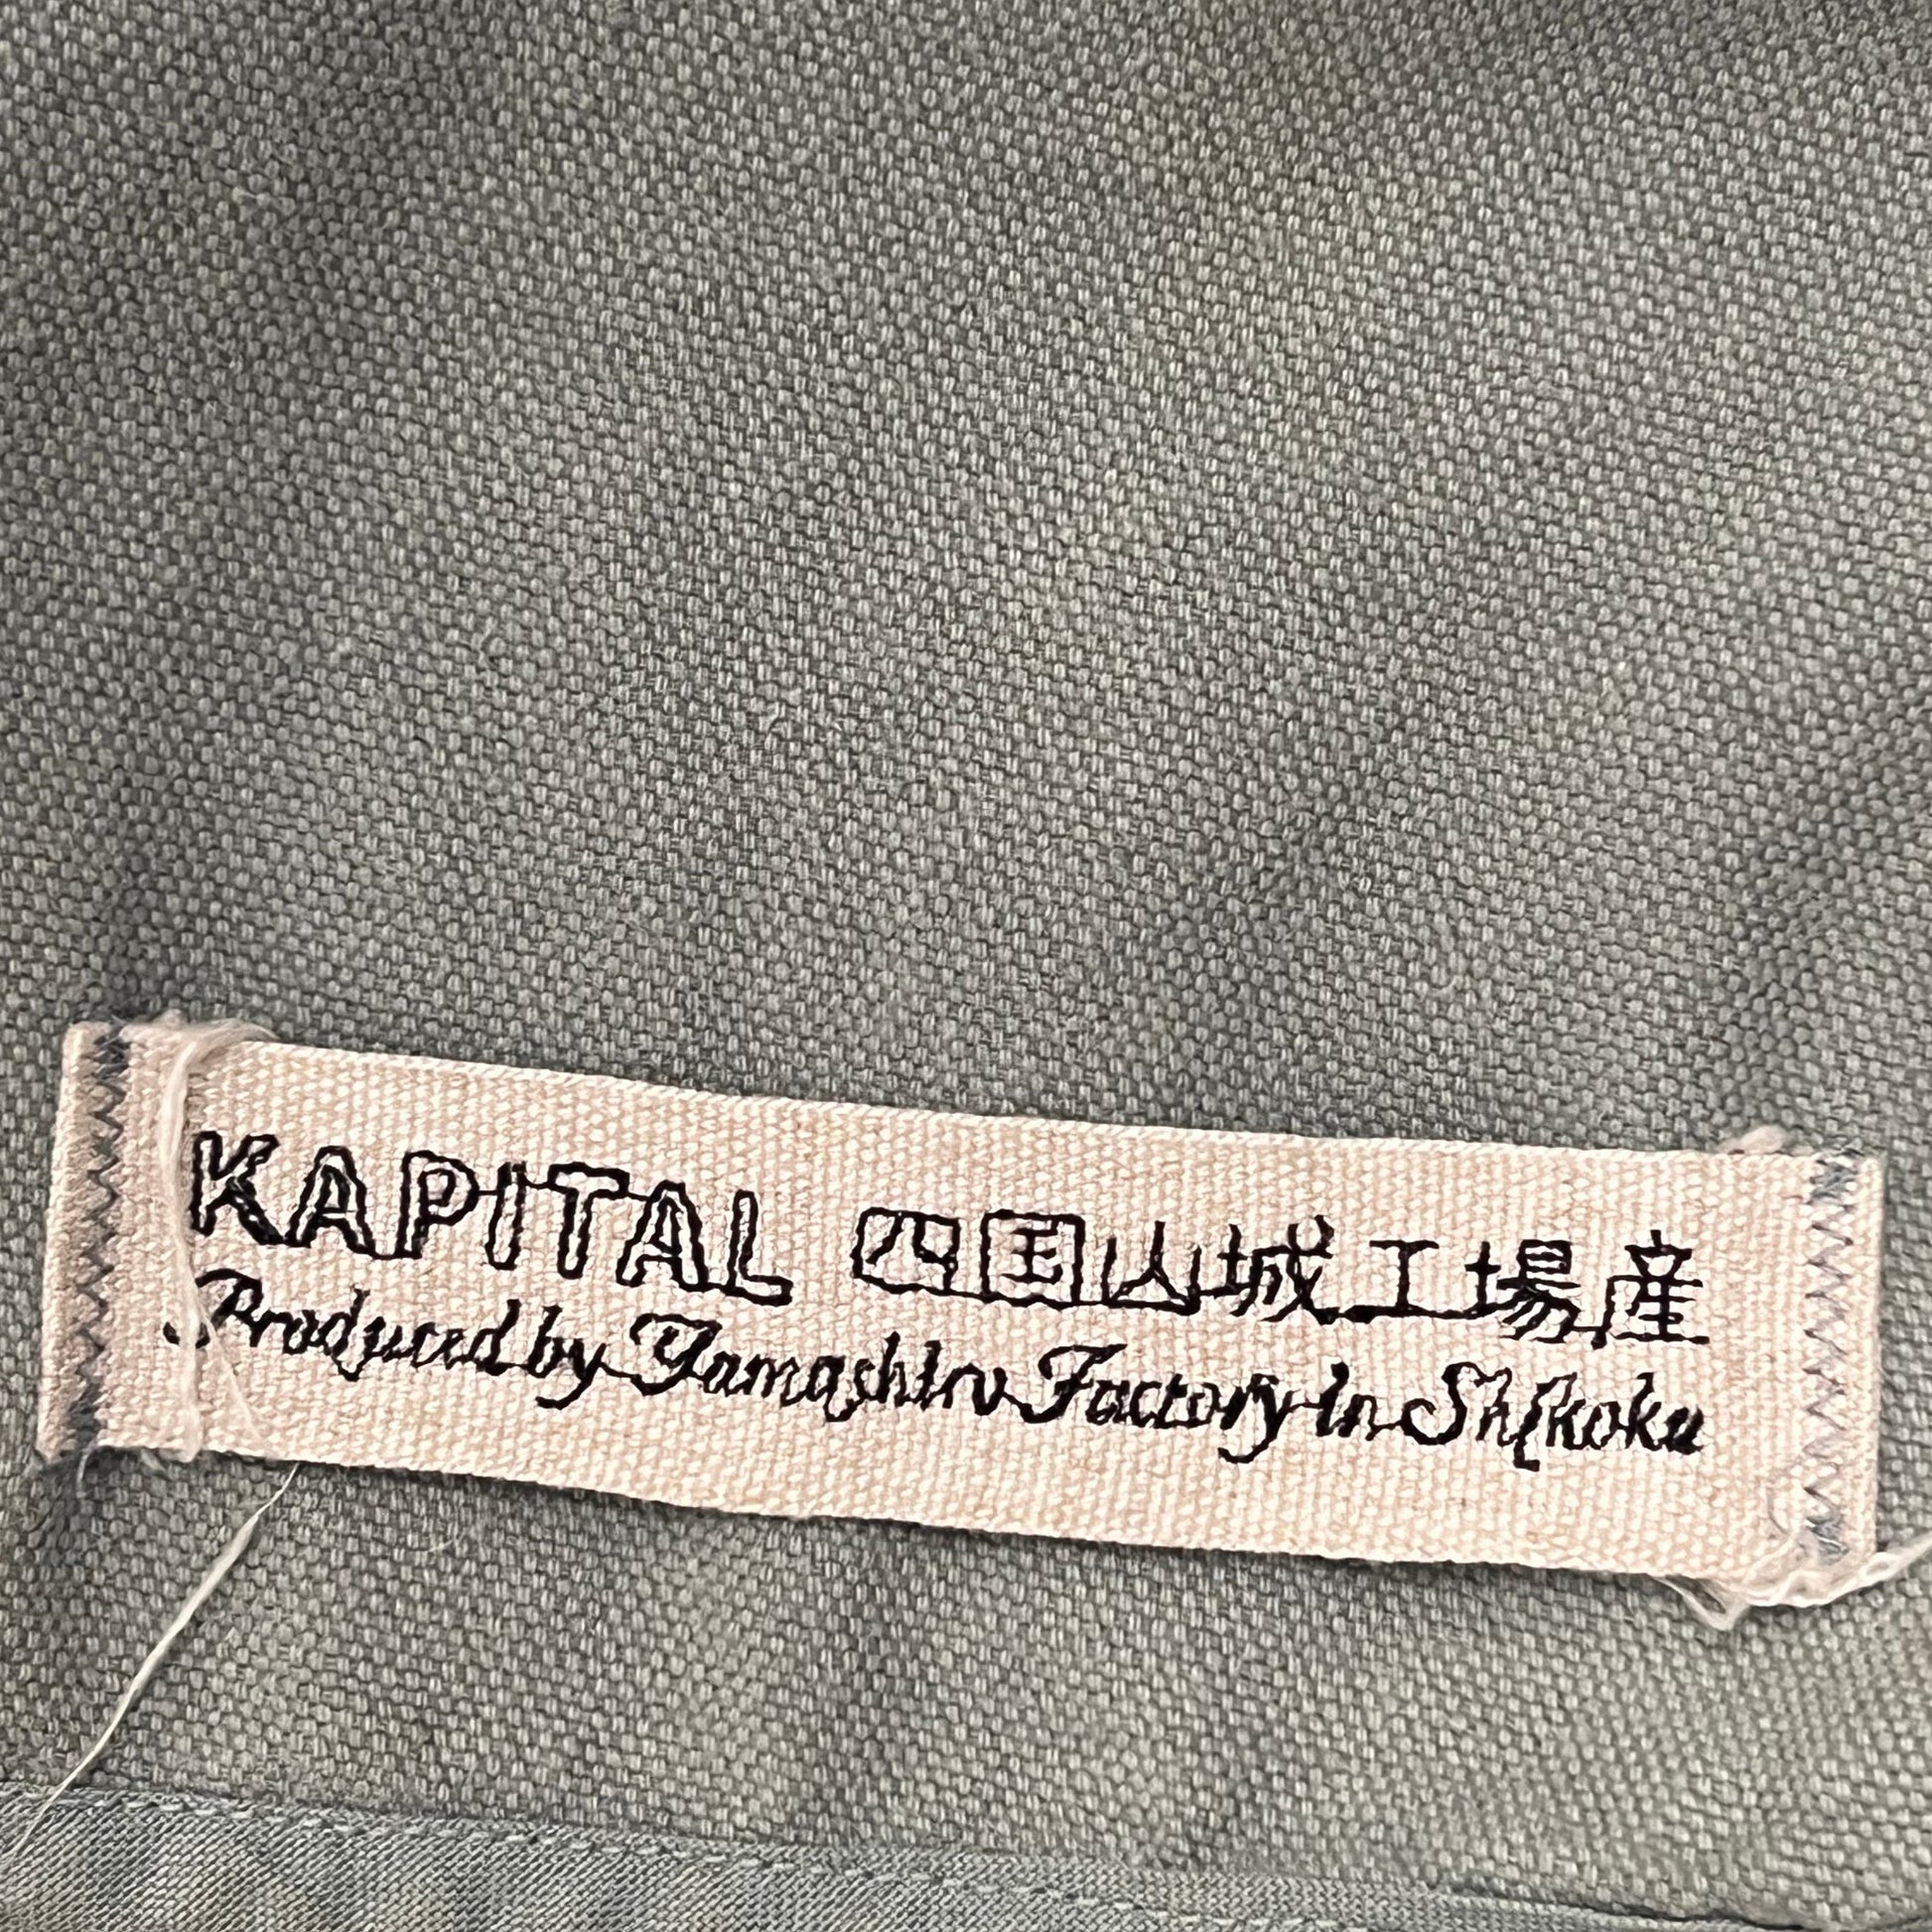 KAPITAL 四国山城工場産
Produced by Yamashiro Factory in Shikoku